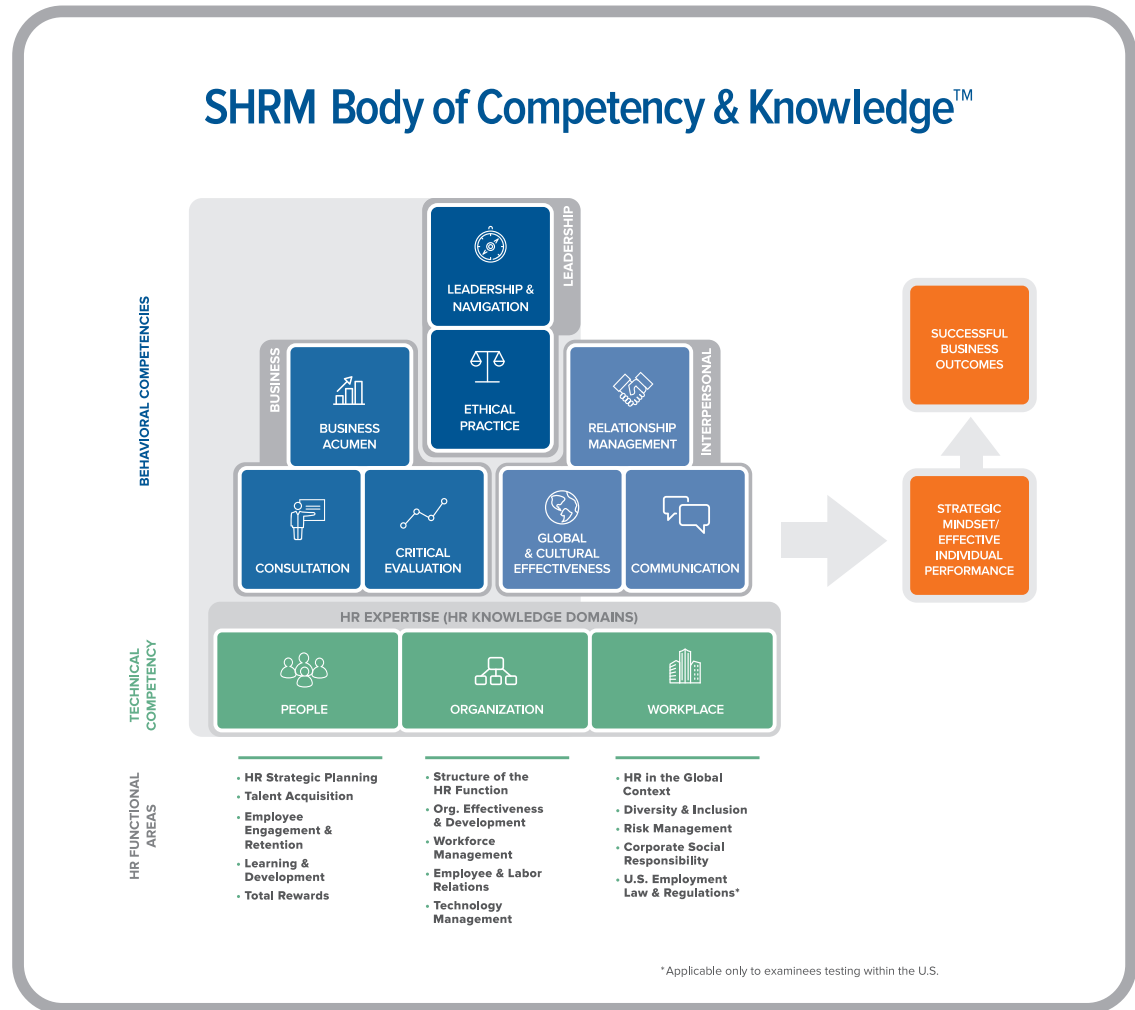 SHRM Body of Competency & Knowledge™
BEHAVIORAL COMPETENCIES
LEADERSHIP
LEADERSHIP &
NAVIGATION
ETHICAL
PRACTICE
BUSINESS
BUSINESS
ACUMEN
CONSULTATION
CRITICAL
EVALUATION
INTERPERSONAL
RELATIONSHIP
MANAGEMENT
GLOBAL
& CULTURAL
EFFECTIVENESS
COMMUNICATION
SUCCESSFUL
BUSINESS
OUTCOMES
STRATEGIC
MINDSET/
EFFECTIVE
INDIVIDUAL
PERFORMANCE
TECHNICAL
COMPETENCY
HR EXPERTISE (HR KNOWLEDGE DOMAINS)
PEOPLE
ORGANIZATION
WORKPLACE
HR FUNCTIONAL
AREAS
• HR Strategic Planning
• Talent Acquisition
• Employee
Engagement &
Retention
• Learning &
Development
• Total Rewards
• Structure of the
HR Function
• Org. Effectiveness
& Development
• Workforce
Management
• Employee & Labor
Relations
• Technology
Management
• HR in the Global
Context
• Diversity & Inclusion
• Risk Management
• Corporate Social
Responsibility
• U.S. Employment
Law & Regulations*
*Applicable only to examinees testing within the U.S.